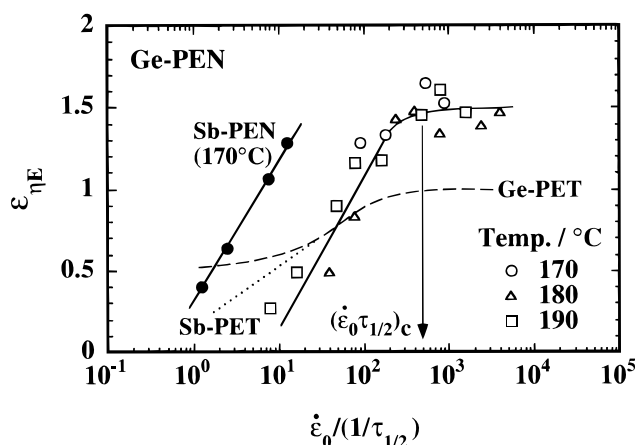 2
Ge-PEN
Sb-PEN
(170°C)
1.5
1
0.5
0
ε_ηE
Ge-PET
Sb-PET
Temp. / °C
170
180
190
(ε̇₀τ₁/₂)c
10⁻¹ 10⁰ 10¹ 10² 10³ 10⁴ 10⁵
ε̇₀/(1/τ₁/₂)